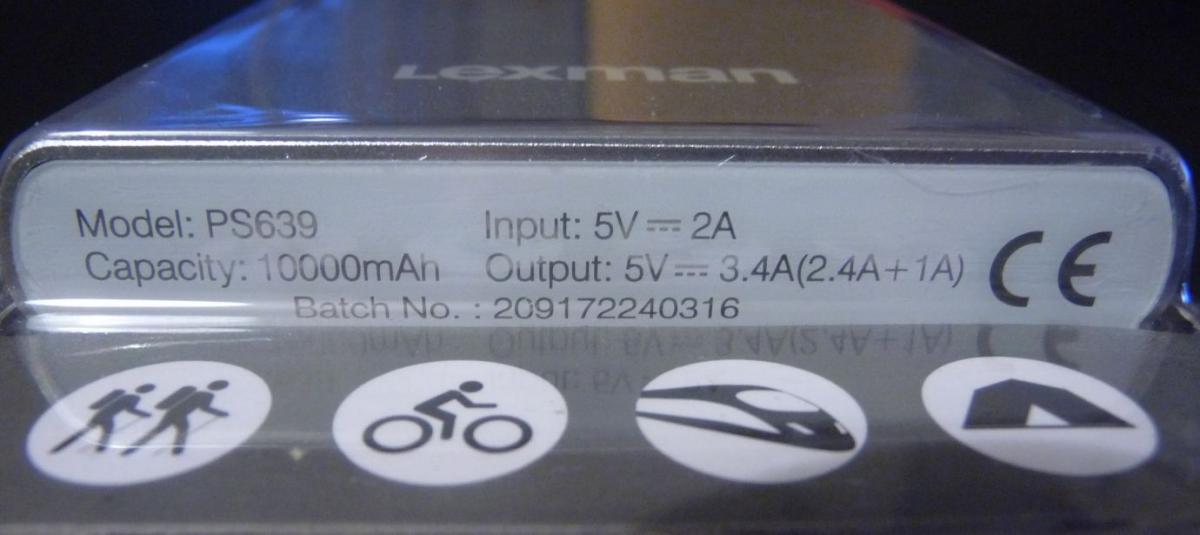 Lexman
Model: PS639
Input: 5V ⎓ 2A
Capacity: 10000mAh
Output: 5V ⎓ 3.4A(2.4A+1A)
Batch No. : 209172240316
CE